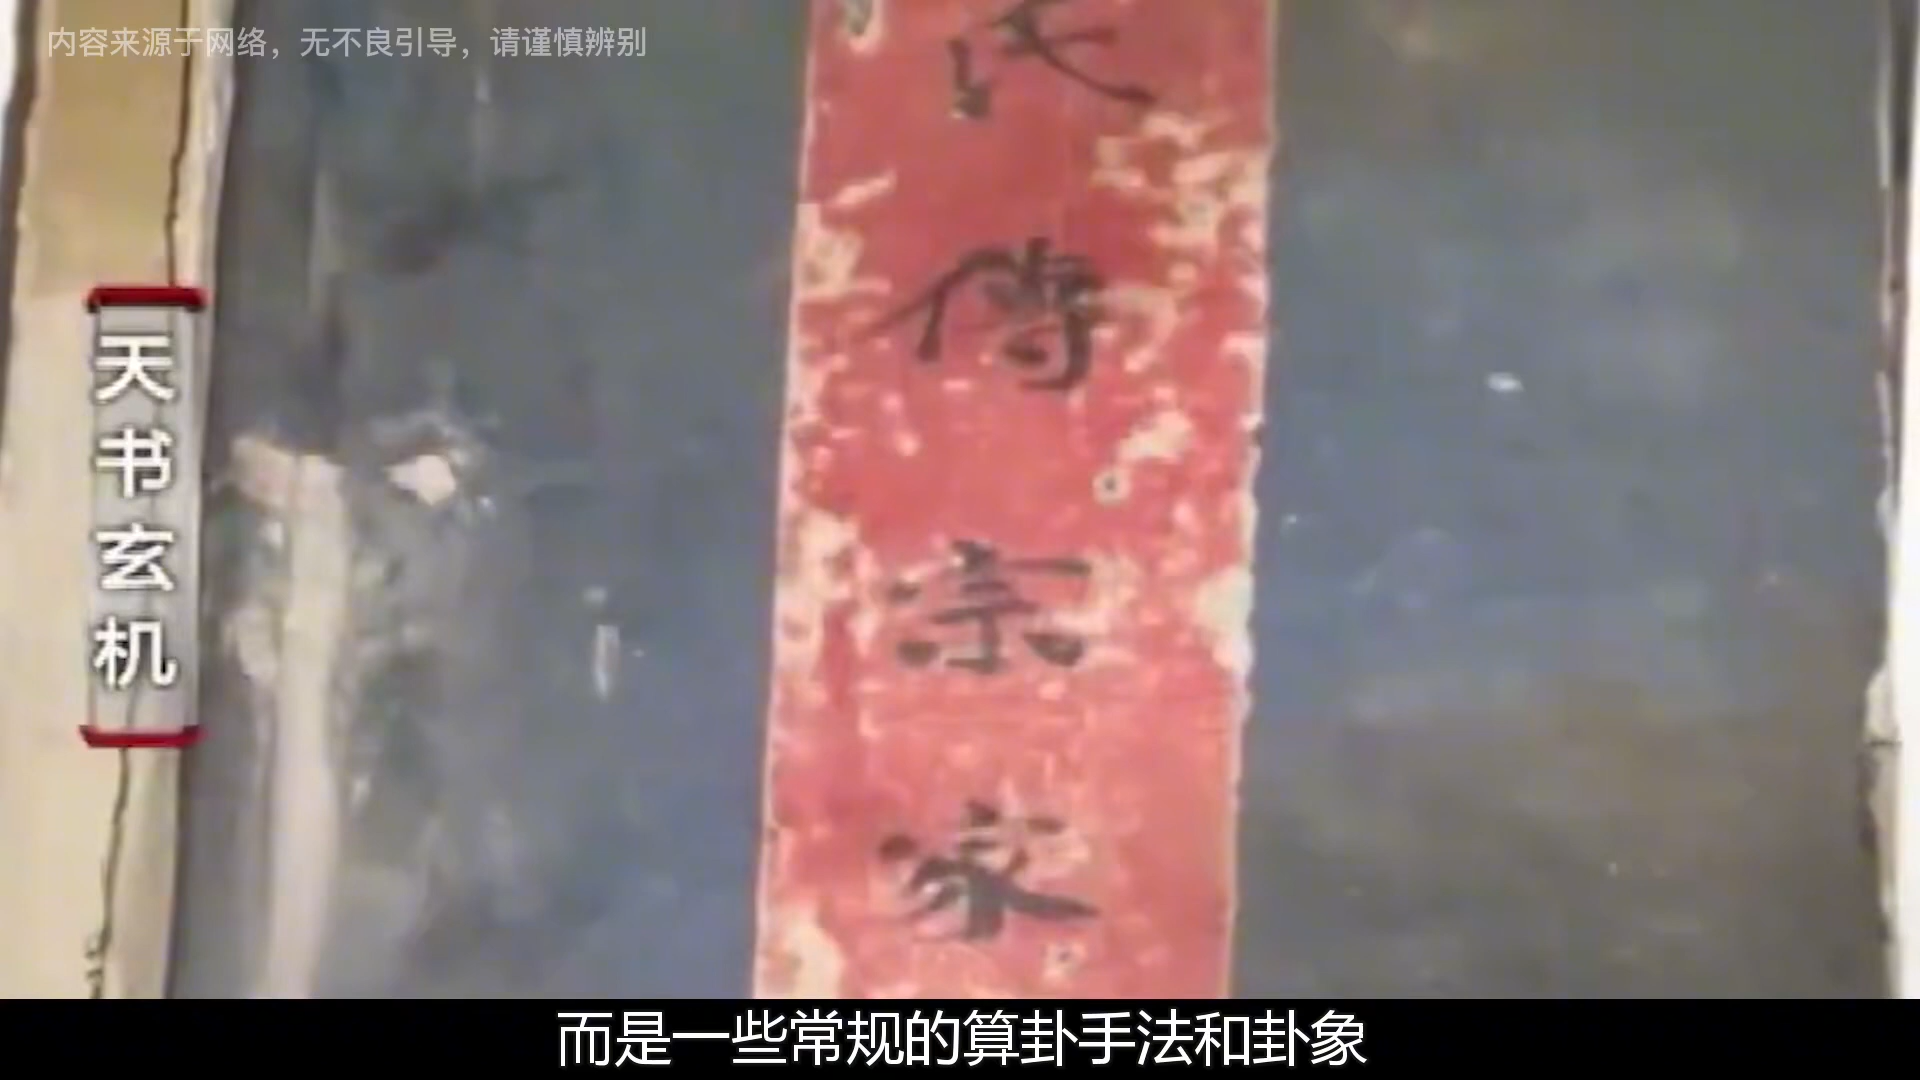 内容来源于网络，无不良引导，请谨慎辨别
天书玄机
傳
宗
家
而是一些常规的算卦手法和卦象